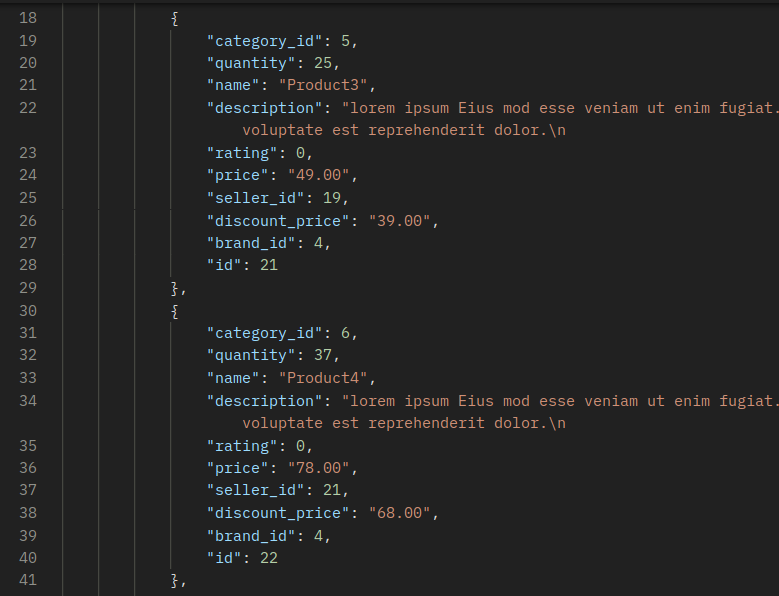 18 {
19 "category_id": 5,
20 "quantity": 25,
21 "name": "Product3",
22 "description": "lorem ipsum Eius mod esse veniam ut enim fugiat.
voluptate est reprehenderit dolor.\n
23 "rating": 0,
24 "price": "49.00",
25 "seller_id": 19,
26 "discount_price": "39.00",
27 "brand_id": 4,
28 "id": 21
29 },
30 {
31 "category_id": 6,
32 "quantity": 37,
33 "name": "Product4",
34 "description": "lorem ipsum Eius mod esse veniam ut enim fugiat.
voluptate est reprehenderit dolor.\n
35 "rating": 0,
36 "price": "78.00",
37 "seller_id": 21,
38 "discount_price": "68.00",
39 "brand_id": 4,
40 "id": 22
41 },